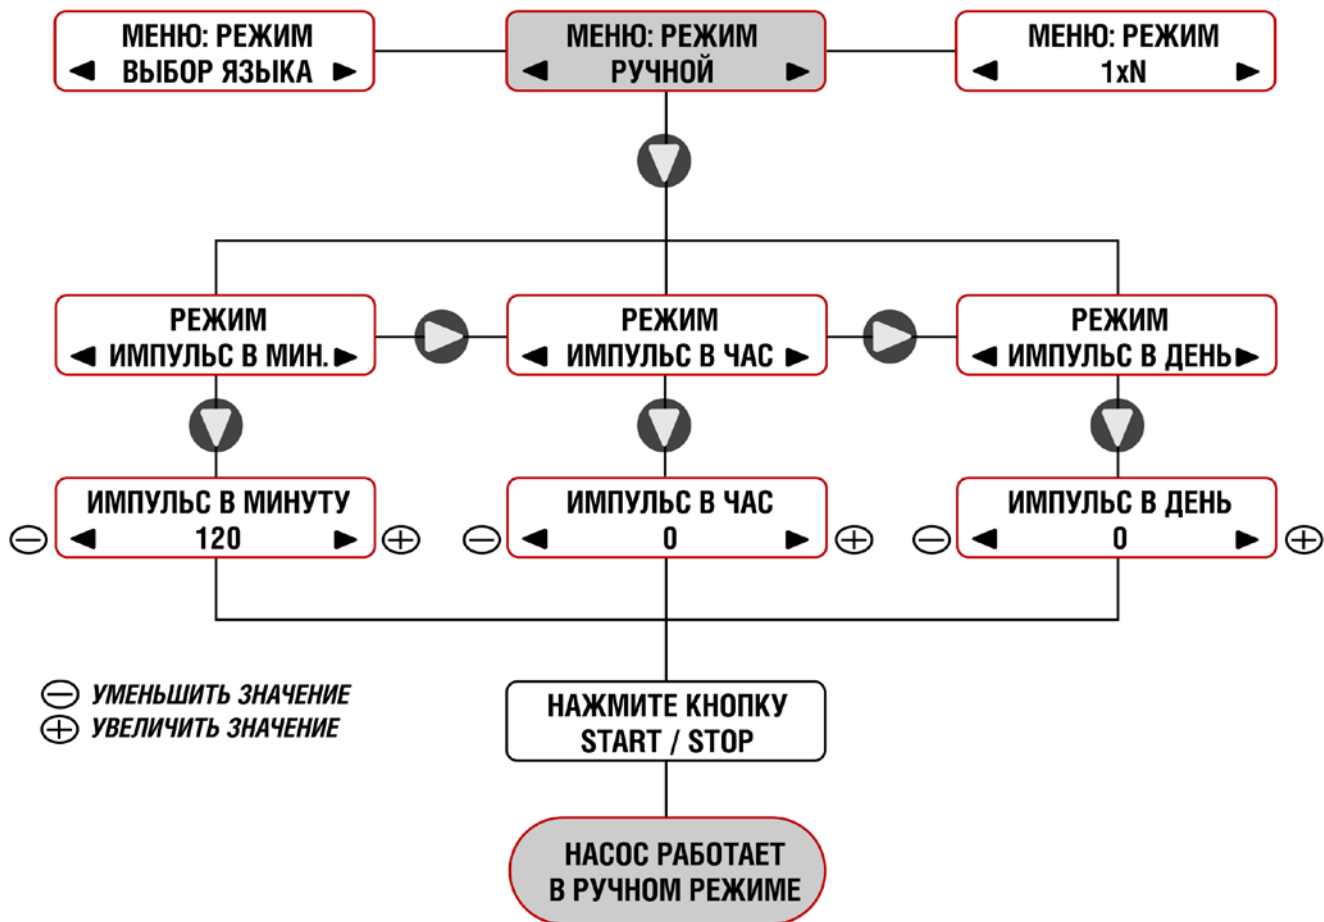 МЕНЮ: РЕЖИМ
◀ ВЫБОР ЯЗЫКА ▶
МЕНЮ: РЕЖИМ
◀ РУЧНОЙ ▶
МЕНЮ: РЕЖИМ
◀ 1xN ▶
РЕЖИМ
◀ ИМПУЛЬС В МИН. ▶
РЕЖИМ
◀ ИМПУЛЬС В ЧАС ▶
РЕЖИМ
◀ ИМПУЛЬС В ДЕНЬ ▶
ИМПУЛЬС В МИНУТУ
⊖ ◀ 120 ▶ ⊕
ИМПУЛЬС В ЧАС
⊖ ◀ 0 ▶ ⊕
ИМПУЛЬС В ДЕНЬ
⊖ ◀ 0 ▶ ⊕
⊖ УМЕНЬШИТЬ ЗНАЧЕНИЕ
⊕ УВЕЛИЧИТЬ ЗНАЧЕНИЕ
НАЖМИТЕ КНОПКУ
START / STOP
НАСОС РАБОТАЕТ
В РУЧНОМ РЕЖИМЕ